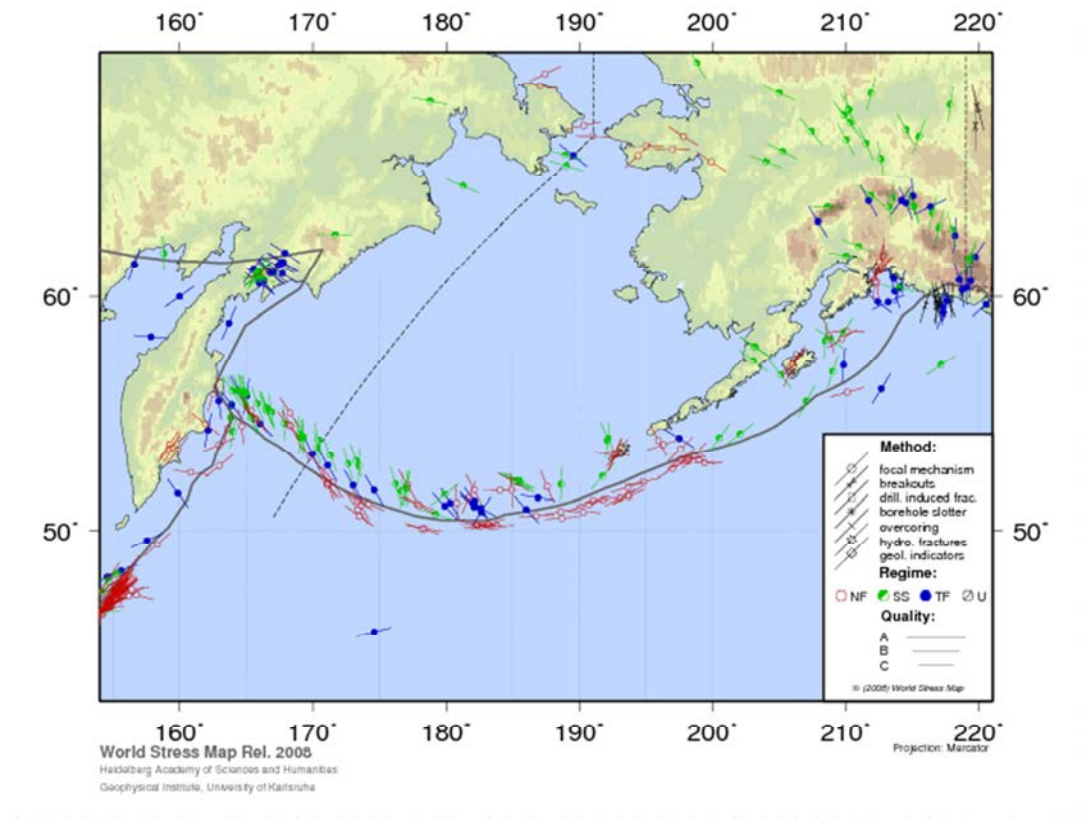 160° 170° 180° 190° 200° 210° 220°
60° 60°
50° 50°
Method:
focal mechanism
breakouts
drill. induced frac.
borehole slotter
overcoring
hydro. fractures
geol. indicators
Regime:
NF SS TF U
Quality:
A
B
C
© (2008) World Stress Map
160° 170° 180° 190° 200° 210° 220°
Projection: Mercator
World Stress Map Rel. 2008
Heidelberg Academy of Sciences and Humanities
Geophysical Institute, University of Karlsruhe